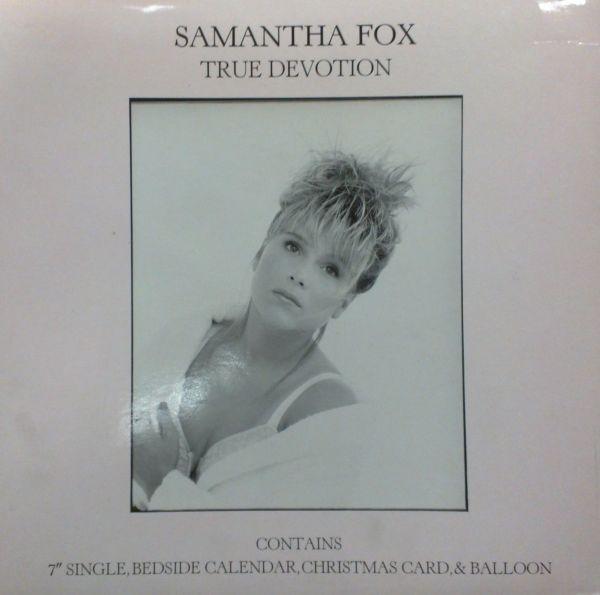 SAMANTHA FOX
TRUE DEVOTION
CONTAINS
7″ SINGLE, BEDSIDE CALENDAR, CHRISTMAS CARD, & BALLOON